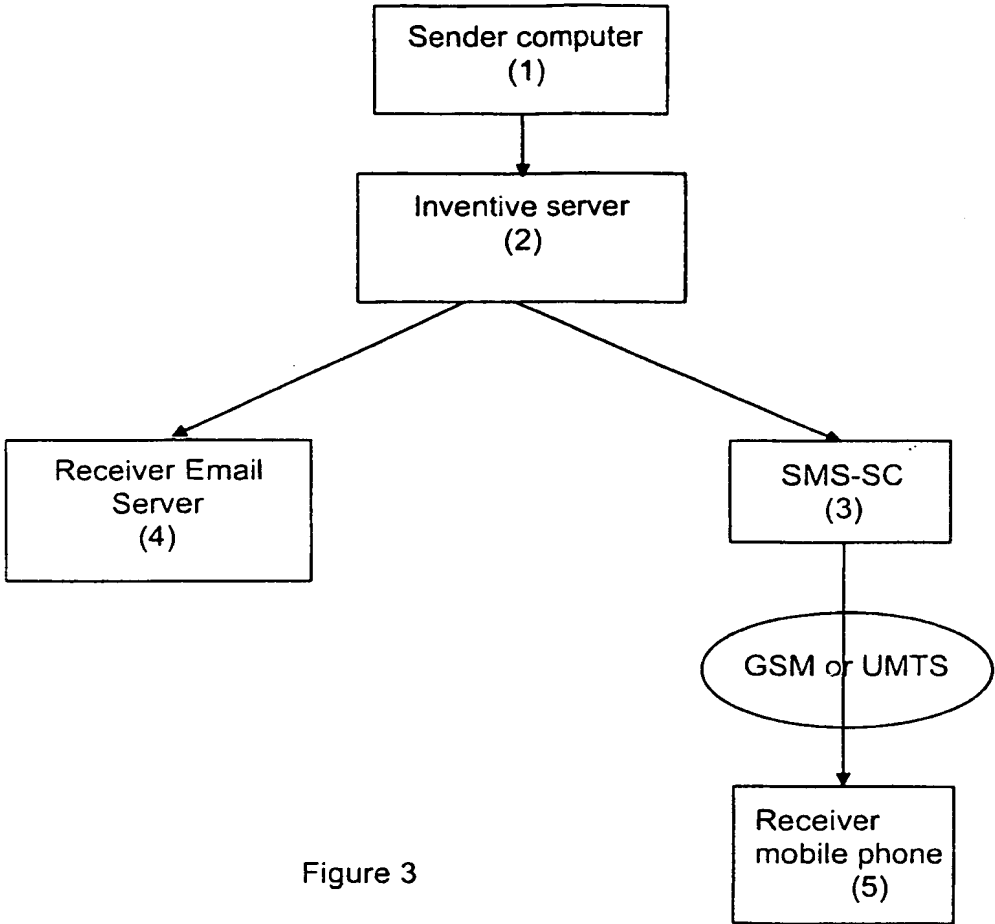 Sender computer
(1)
Inventive server
(2)
Receiver Email
Server
(4)
SMS-SC
(3)
GSM or UMTS
Receiver
mobile phone
(5)
Figure 3